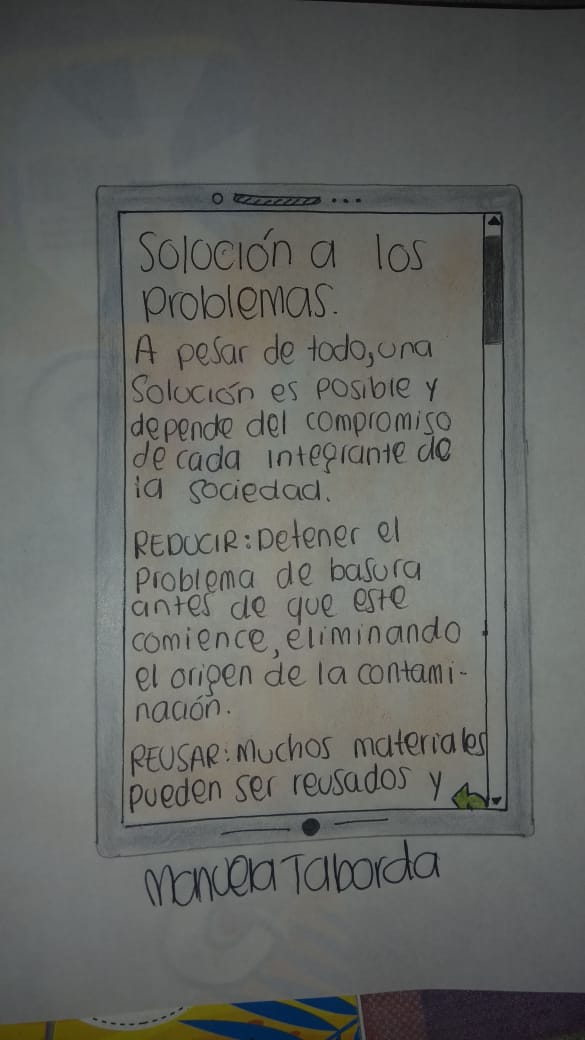 Solución a los
problemas.
A pesar de todo, una
solución es posible y
depende del compromiso
de cada integrante de
la sociedad.
REDUCIR: Detener el
problema de basura
antes de que este
comience, eliminando
el origen de la contami-
nación.
REUSAR: Muchos materiales
pueden ser reusados y
Manuela Taborda